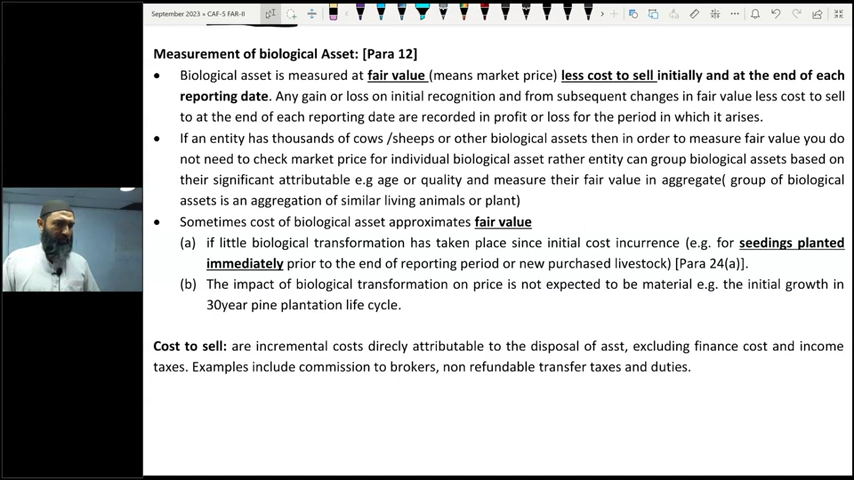 September 2023 » CAF-5 FAR-II
Measurement of biological Asset: [Para 12]
• Biological asset is measured at fair value (means market price) less cost to sell initially and at the end of each
reporting date. Any gain or loss on initial recognition and from subsequent changes in fair value less cost to sell
to at the end of each reporting date are recorded in profit or loss for the period in which it arises.
• If an entity has thousands of cows /sheeps or other biological assets then in order to measure fair value you do
not need to check market price for individual biological asset rather entity can group biological assets based on
their significant attributable e.g age or quality and measure their fair value in aggregate( group of biological
assets is an aggregation of similar living animals or plant)
• Sometimes cost of biological asset approximates fair value
(a) if little biological transformation has taken place since initial cost incurrence (e.g. for seedings planted
immediately prior to the end of reporting period or new purchased livestock) [Para 24(a)].
(b) The impact of biological transformation on price is not expected to be material e.g. the initial growth in
30year pine plantation life cycle.
Cost to sell: are incremental costs direcly attributable to the disposal of asst, excluding finance cost and income
taxes. Examples include commission to brokers, non refundable transfer taxes and duties.